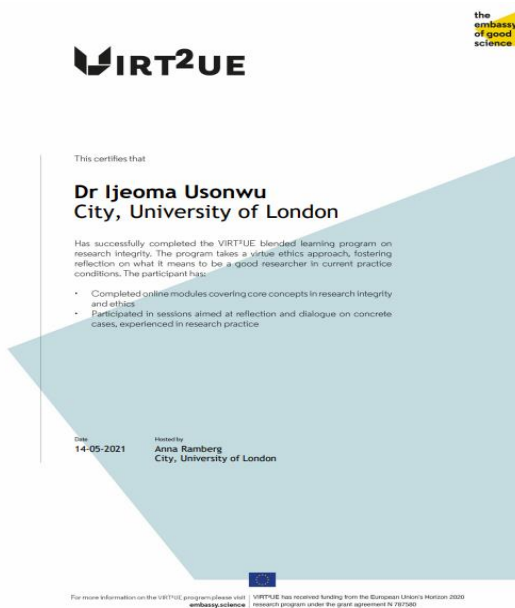 the
embassy
of good
science
VIRT²UE
This certifies that
Dr Ijeoma Usonwu
City, University of London
Has successfully completed the VIRT²UE blended learning program on
research integrity. The program takes a virtue ethics approach, fostering
reflection on what it means to be a good researcher in current practice
conditions. The participant has:
• Completed online modules covering core concepts in research integrity
and ethics
• Participated in sessions aimed at reflection and dialogue on concrete
cases, experienced in research practice
Date
14-05-2021
Hosted by
Anna Ramberg
City, University of London
For more information on the VIRT²UE program please visit
embassy.science
VIRT²UE has received funding from the European Union's Horizon 2020
research program under the grant agreement N 787580